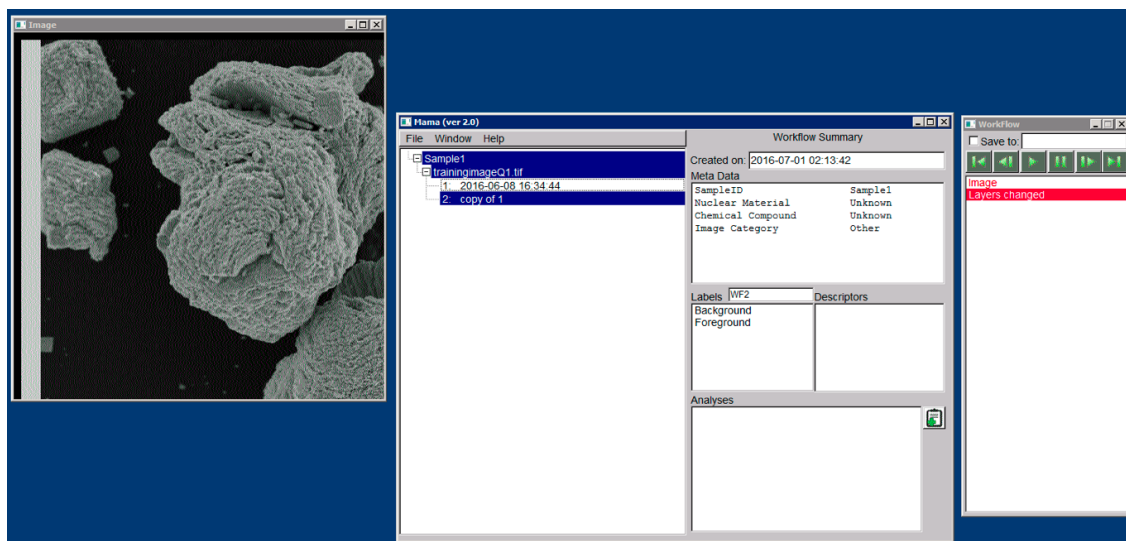 Image
Mama (ver 2.0)
File Window Help
Sample1
trainingimageQ1.tif
1: 2016-06-08 16:34:44
2: copy of 1
Workflow Summary
Created on: 2016-07-01 02:13:42
Meta Data
SampleID Sample1
Nuclear Material Unknown
Chemical Compound Unknown
Image Category Other
Labels WF2 Descriptors
Background
Foreground
Analyses
WorkFlow
Save to:
Image
Layers changed